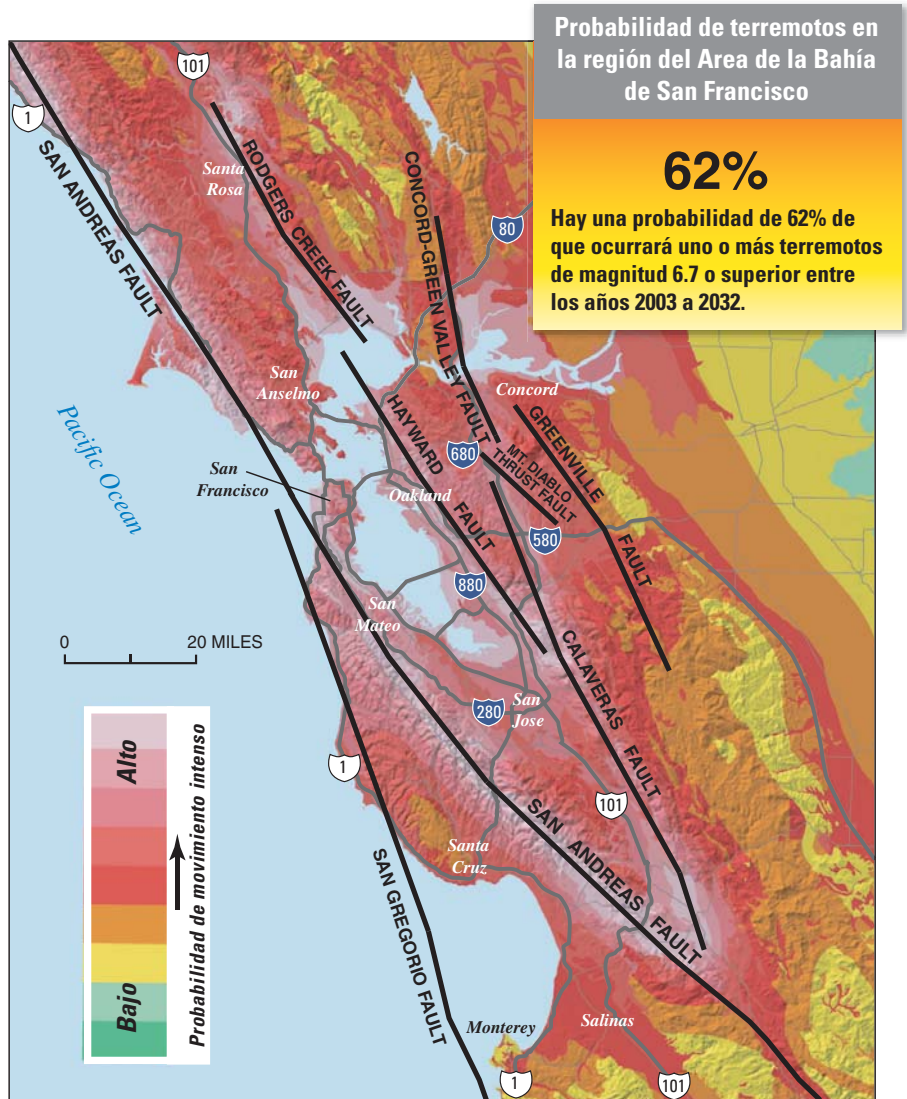 Probabilidad de terremotos en
la región del Area de la Bahía
de San Francisco
62%
Hay una probabilidad de 62% de
que ocurrará uno o más terremotos
de magnitud 6.7 o superior entre
los años 2003 a 2032.
101
1
SAN ANDREAS FAULT
Santa
Rosa
RODGERS CREEK FAULT
CONCORD-GREEN VALLEY FAULT
80
San
Anselmo
Concord
Pacific Ocean
HAYWARD FAULT
680
MT. DIABLO
THRUST FAULT
GREENVILLE FAULT
San
Francisco
Oakland
580
880
San
Mateo
0 20 MILES
CALAVERAS FAULT
San
Jose
280
1
101
SAN ANDREAS FAULT
Santa
Cruz
SAN GREGORIO FAULT
Alto
Bajo
Probabilidad de movimiento intenso
Monterey
Salinas
1
101